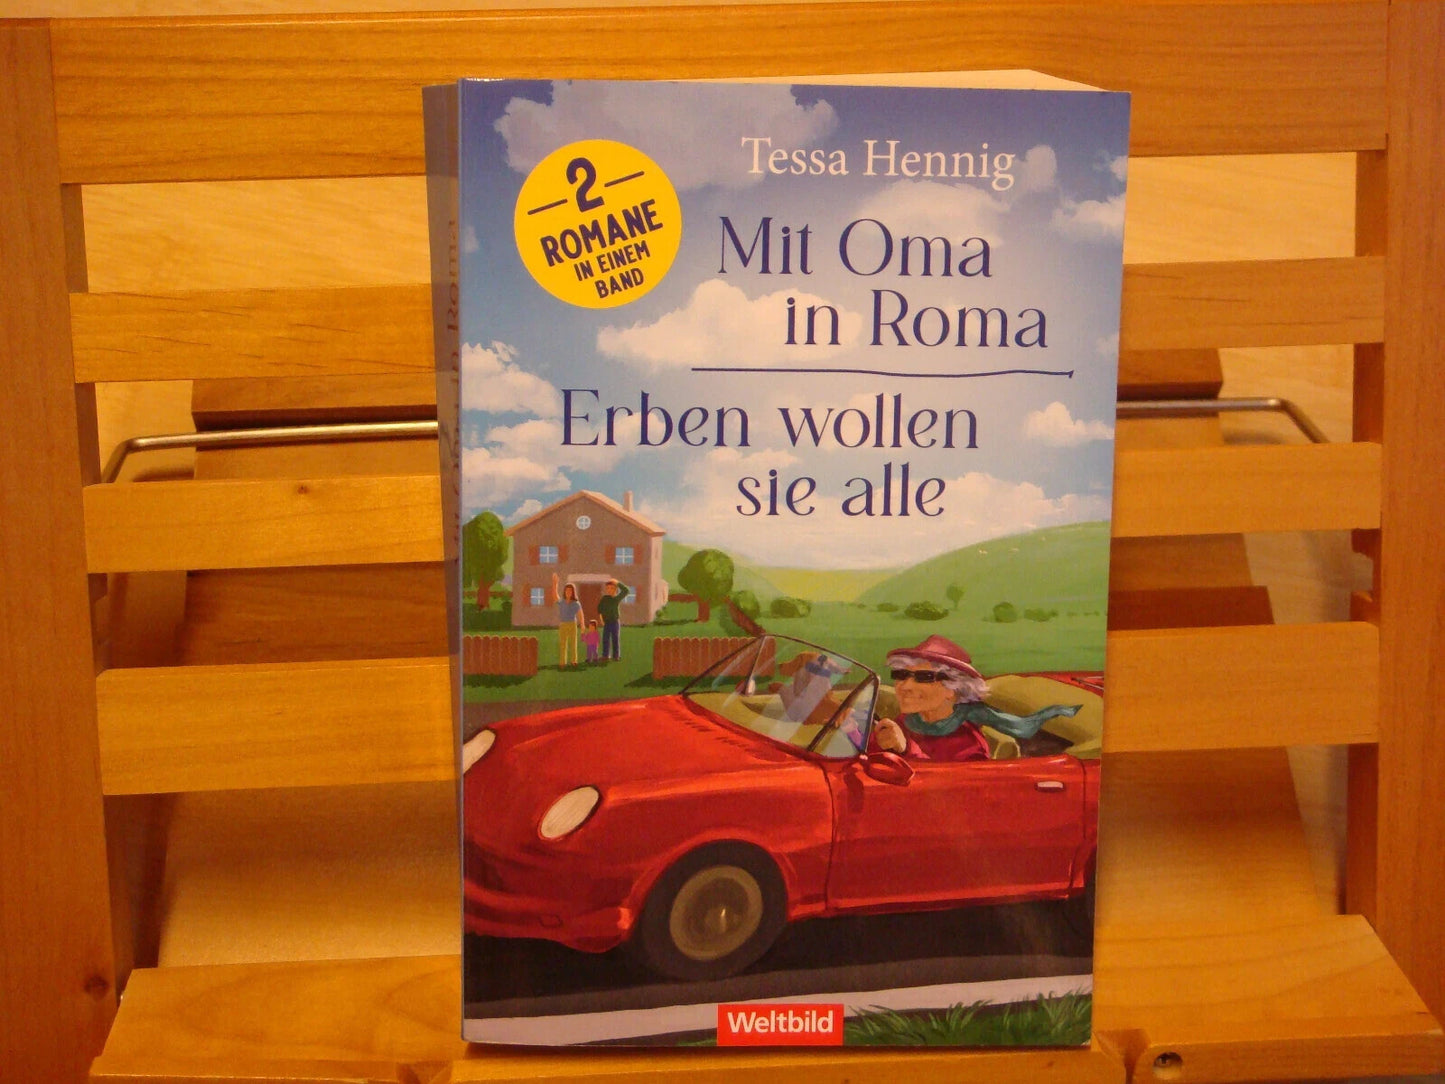 Tessa Hennig
2
ROMANE
IN EINEM
BAND
Mit Oma
in Roma
Erben wollen
sie alle
Weltbild